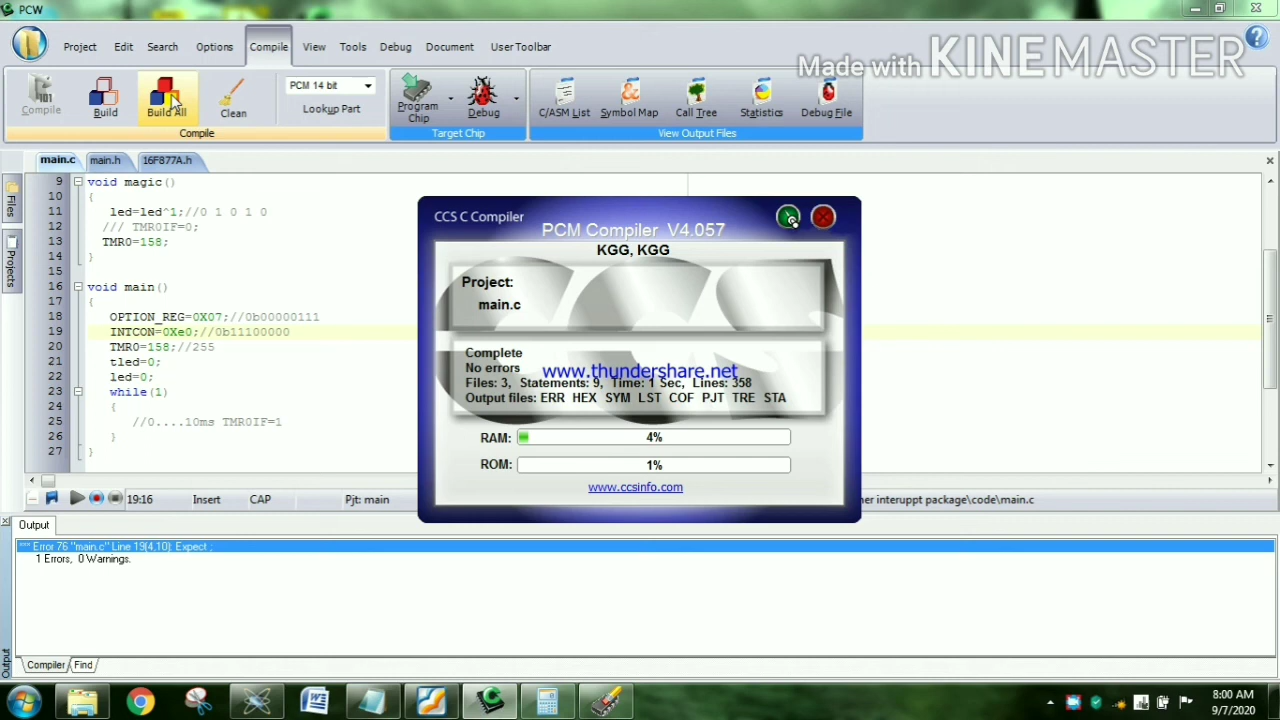 PCW
Project Edit Search Options Compile View Tools Debug Document User Toolbar
Made with KINEMASTER
Compile Build Build All Clean
PCM 14 bit
Lookup Part
Program Chip Debug
C/ASM List Symbol Map Call Tree Statistics Debug File
Compile Target Chip View Output Files
main.c main.h 16F877A.h
Files
Projects
9 void magic()
10 {
11 led=led^1;//0 1 0 1 0
12 /// TMR0IF=0;
13 TMR0=158;
14 }
15
16 void main()
17 {
18 OPTION_REG=0X07;//0b00000111
19 INTCON=0Xe0;//0b11100000
20 TMR0=158;//255
21 tled=0;
22 led=0;
23 while(1)
24 {
25 //0....10ms TMR0IF=1
26 }
27 }
CCS C Compiler
PCM Compiler V4.057
KGG, KGG
Project:
main.c
Complete
No errors
www.thundershare.net
Files: 3, Statements: 9, Time: 1 Sec, Lines: 358
Output files: ERR HEX SYM LST COF PJT TRE STA
RAM: 4%
ROM: 1%
www.ccsinfo.com
19:16 Insert CAP Pjt: main
ner interuppt package\code\main.c
Output
*** Error 76 "main.c" Line 19(4,10): Expect ;
1 Errors, 0 Warnings.
Output
Compiler Find
8:00 AM
9/7/2020